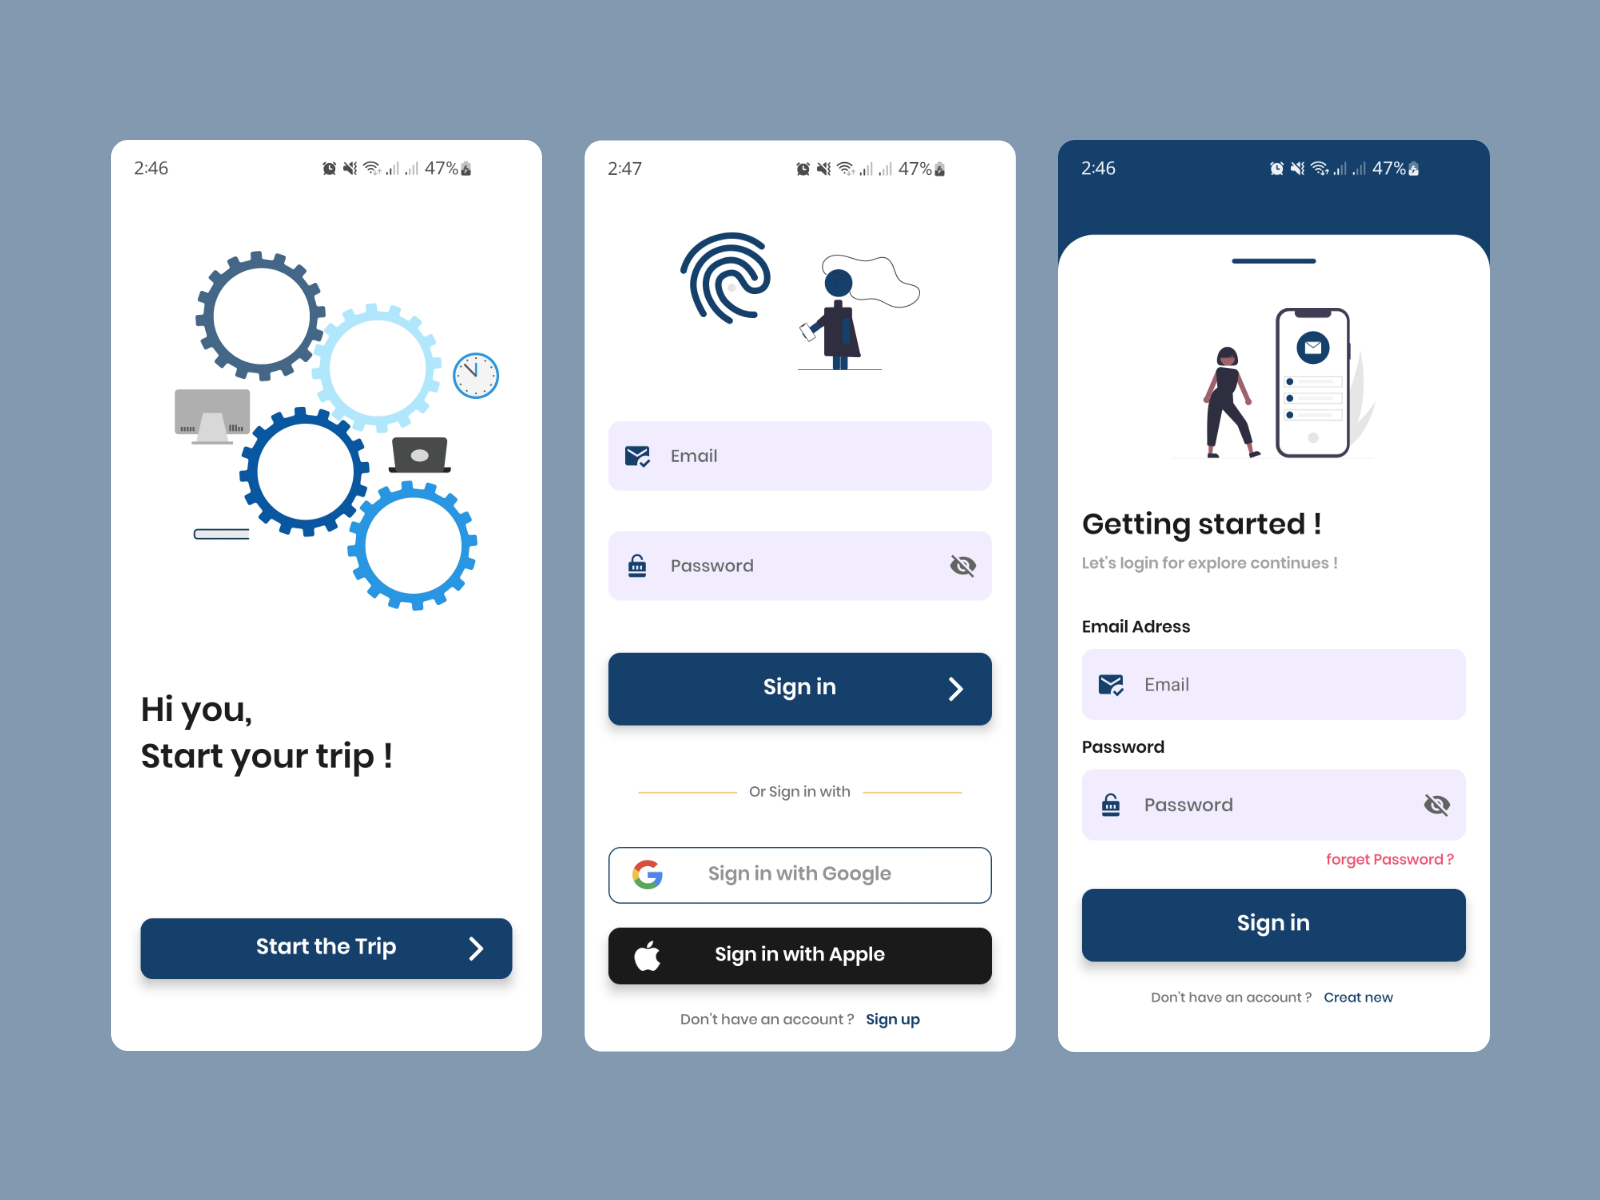 2:46
47%
Hi you,
Start your trip !
Start the Trip
2:47
47%
Email
Password
Sign in
Or Sign in with
Sign in with Google
Sign in with Apple
Don't have an account ? Sign up
2:46
47%
Getting started !
Let's login for explore continues !
Email Adress
Email
Password
Password
forget Password ?
Sign in
Don't have an account ? Creat new